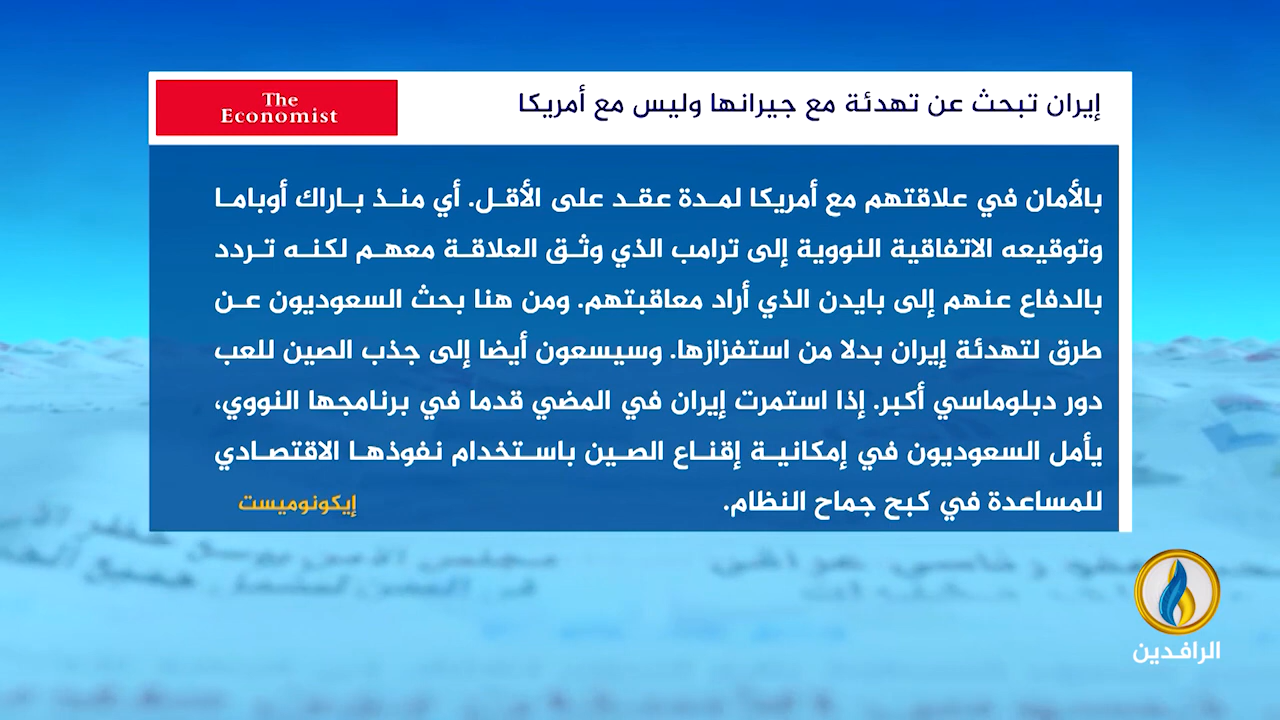 The
Economist
إيران تبحث عن تهدئة مع جيرانها وليس مع أمريكا
بالأمان في علاقتهم مع أمريكا لمدة عقد على الأقل. أي منذ باراك أوباما
وتوقيعه الاتفاقية النووية إلى ترامب الذي وثق العلاقة معهم لكنه تردد
بالدفاع عنهم إلى بايدن الذي أراد معاقبتهم. ومن هنا بحث السعوديون عن
طرق لتهدئة إيران بدلا من استفزازها. وسيسعون أيضا إلى جذب الصين للعب
دور دبلوماسي أكبر. إذا استمرت إيران في المضي قدما في برنامجها النووي،
يأمل السعوديون في إمكانية إقناع الصين باستخدام نفوذها الاقتصادي
للمساعدة في كبح جماح النظام.
إيكونوميست
الرافدين